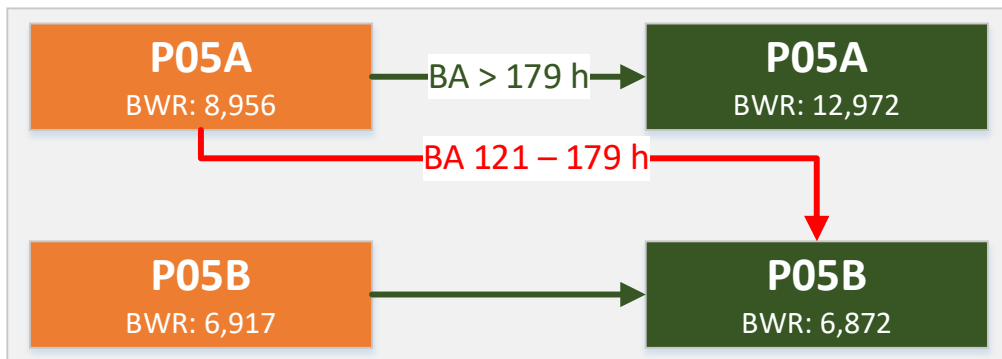 P05A
BWR: 8,956
BA > 179 h
P05A
BWR: 12,972
BA 121 – 179 h
P05B
BWR: 6,917
P05B
BWR: 6,872